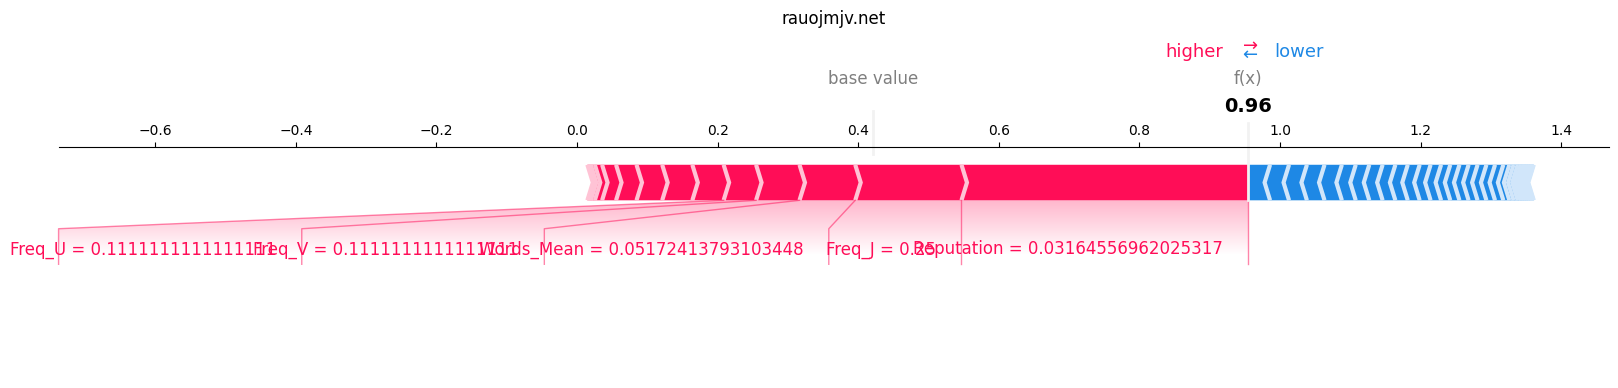 rauojmjv.net
higher ⇄ lower
base value f(x)
0.96
−0.6 −0.4 −0.2 0.0 0.2 0.4 0.6 0.8 1.0 1.2 1.4
Freq_U = 0.1111111111111111 Freq_V = 0.1111111111111111 Words_Mean = 0.05172413793103448 Freq_J = 0.25 Reputation = 0.03164556962025317